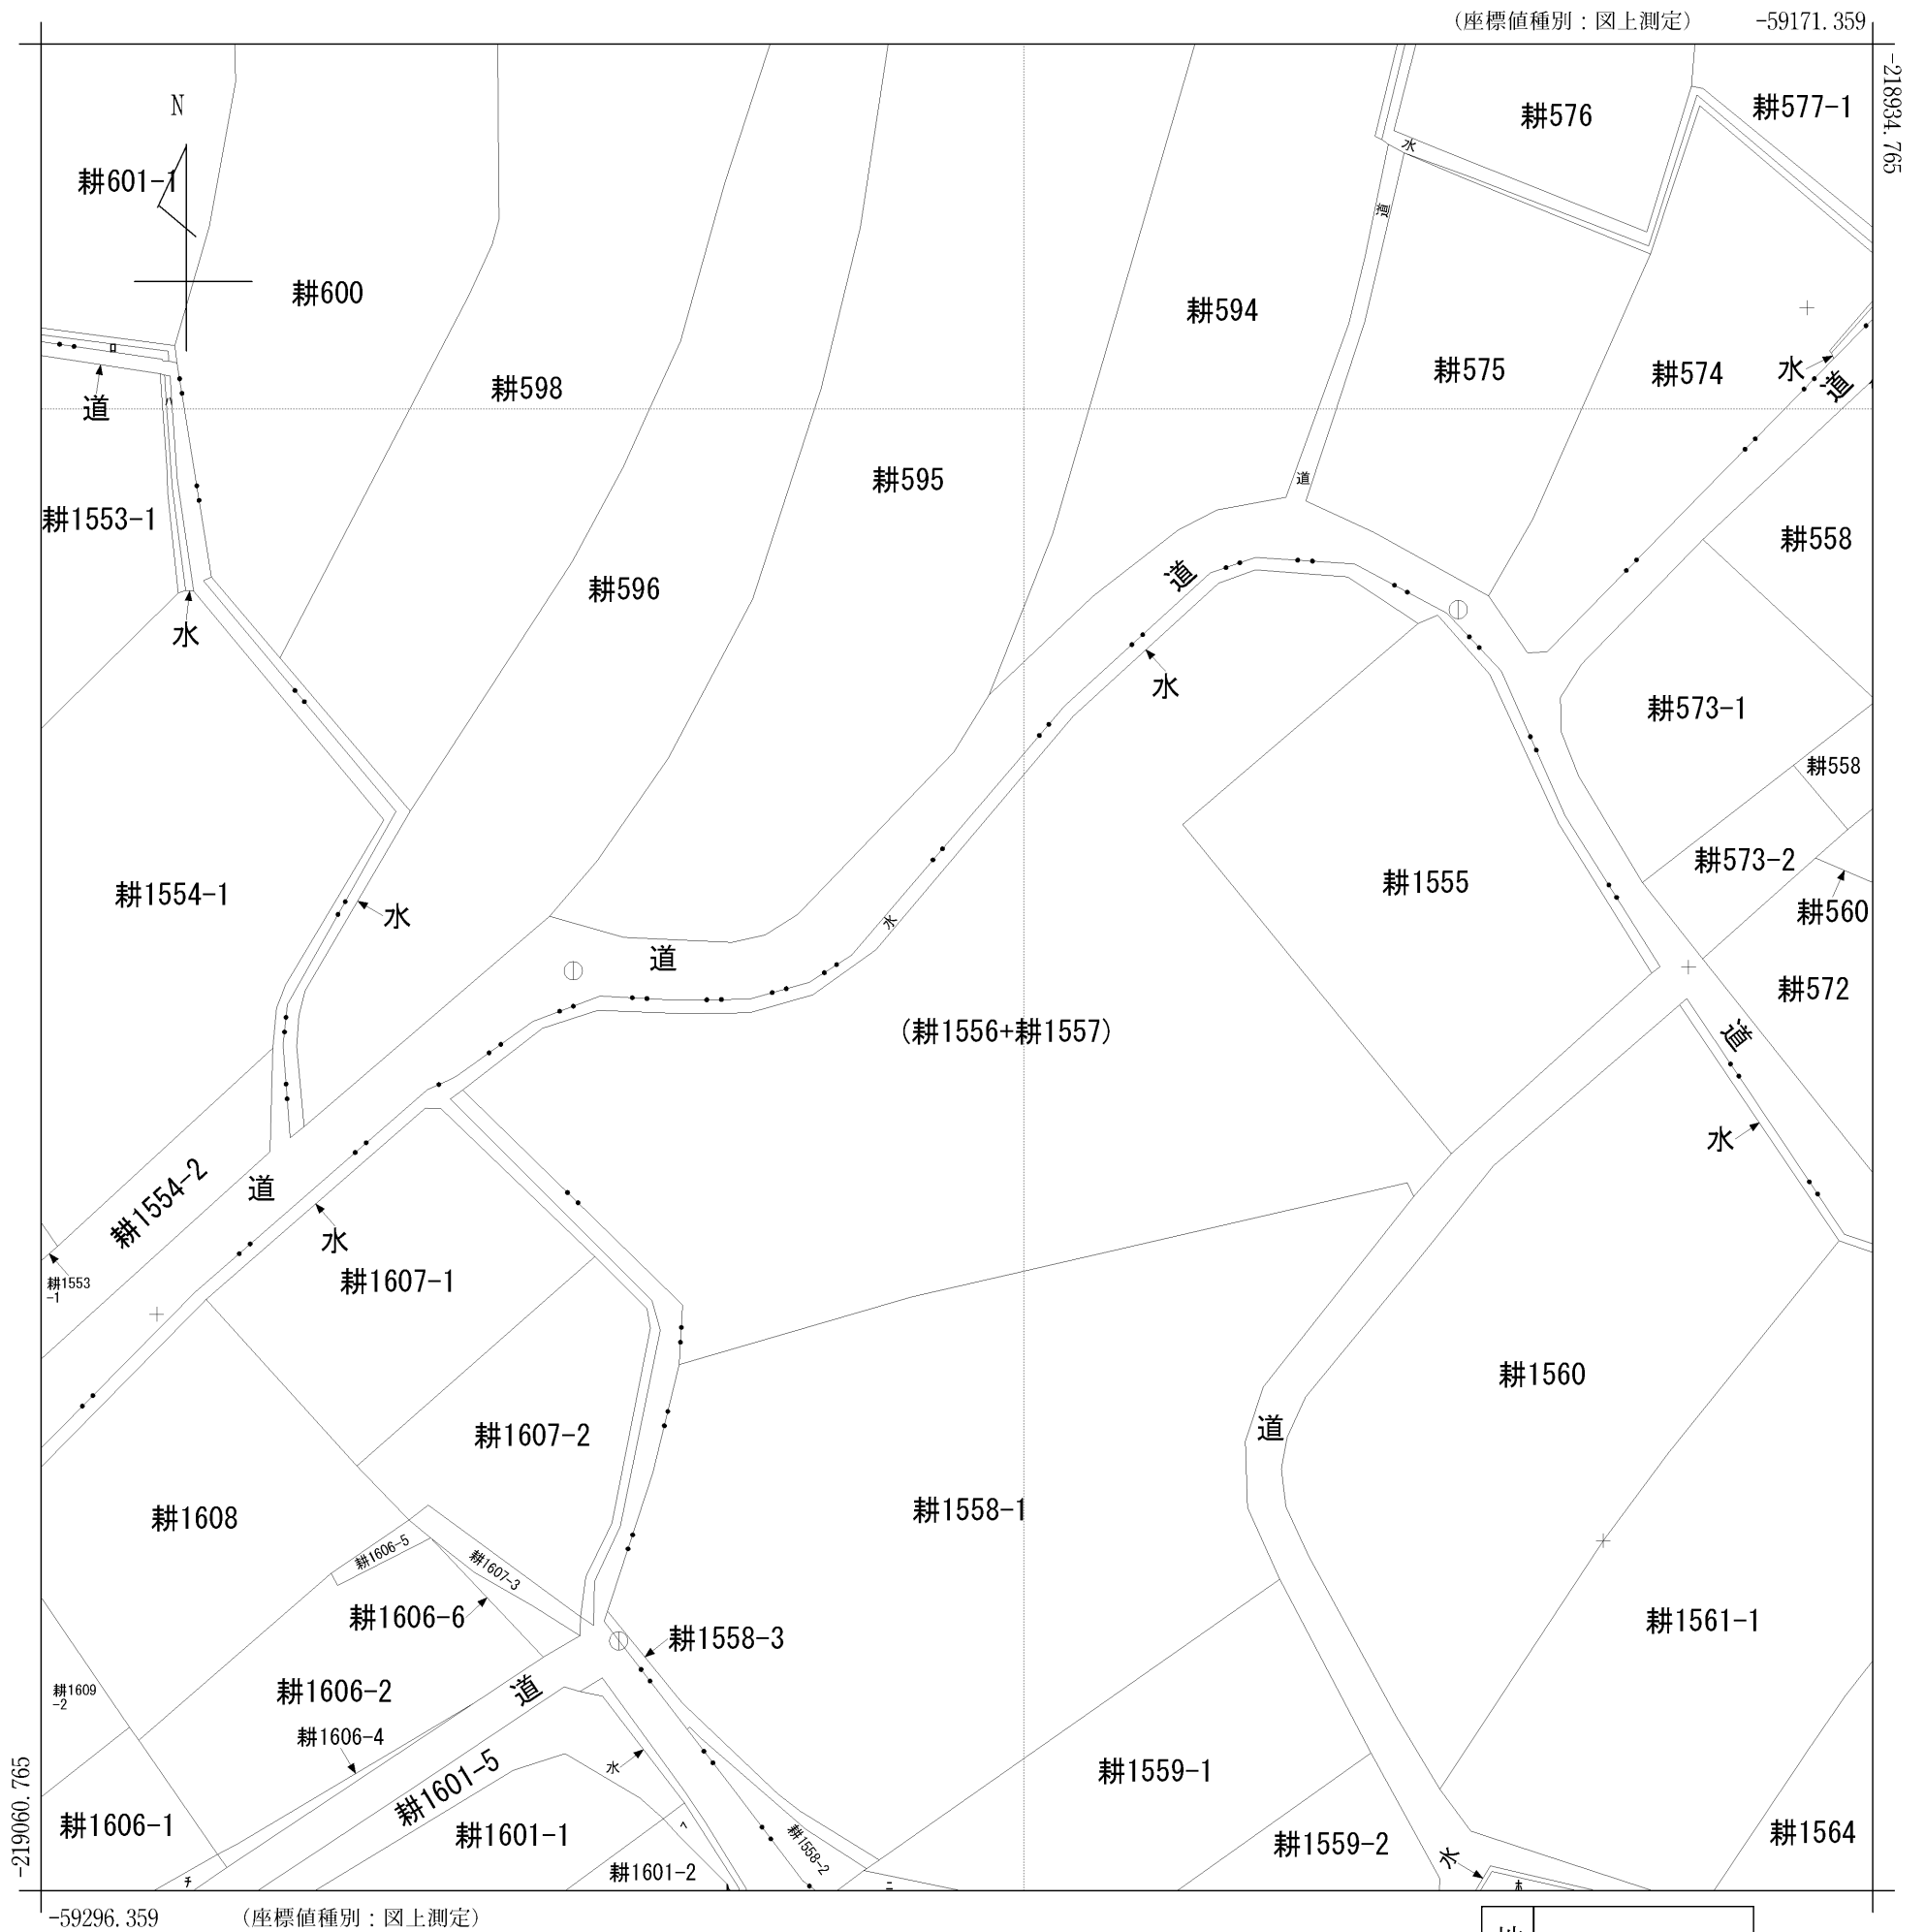 (座標値種別：図上測定) -59171.359
-218934.765
N
耕576
耕577-1
水
耕601-1
道
耕600
耕594
ロ
耕575
耕574
水
道
耕598
道
ハ
耕595
道
耕1553-1
耕558
道
耕596
水
水
耕573-1
耕558
耕573-2
耕1555
耕1554-1
耕560
水
水
道
耕572
(耕1556+耕1557)
道
水
耕1554-2
道
水
耕1553
-1
耕1607-1
耕1560
道
耕1607-2
耕1608
耕1558-1
耕1606-5
耕1607-3
耕1606-6
耕1558-3
耕1561-1
耕1609
-2
耕1606-2
道
耕1606-4
水
耕1601-5
耕1559-1
耕1606-1
耕1601-1
耕1558-2
耕1559-2
耕1564
水
耕1601-2
チ
ニ
ホ
-219060.765
-59296.359 (座標値種別：図上測定)